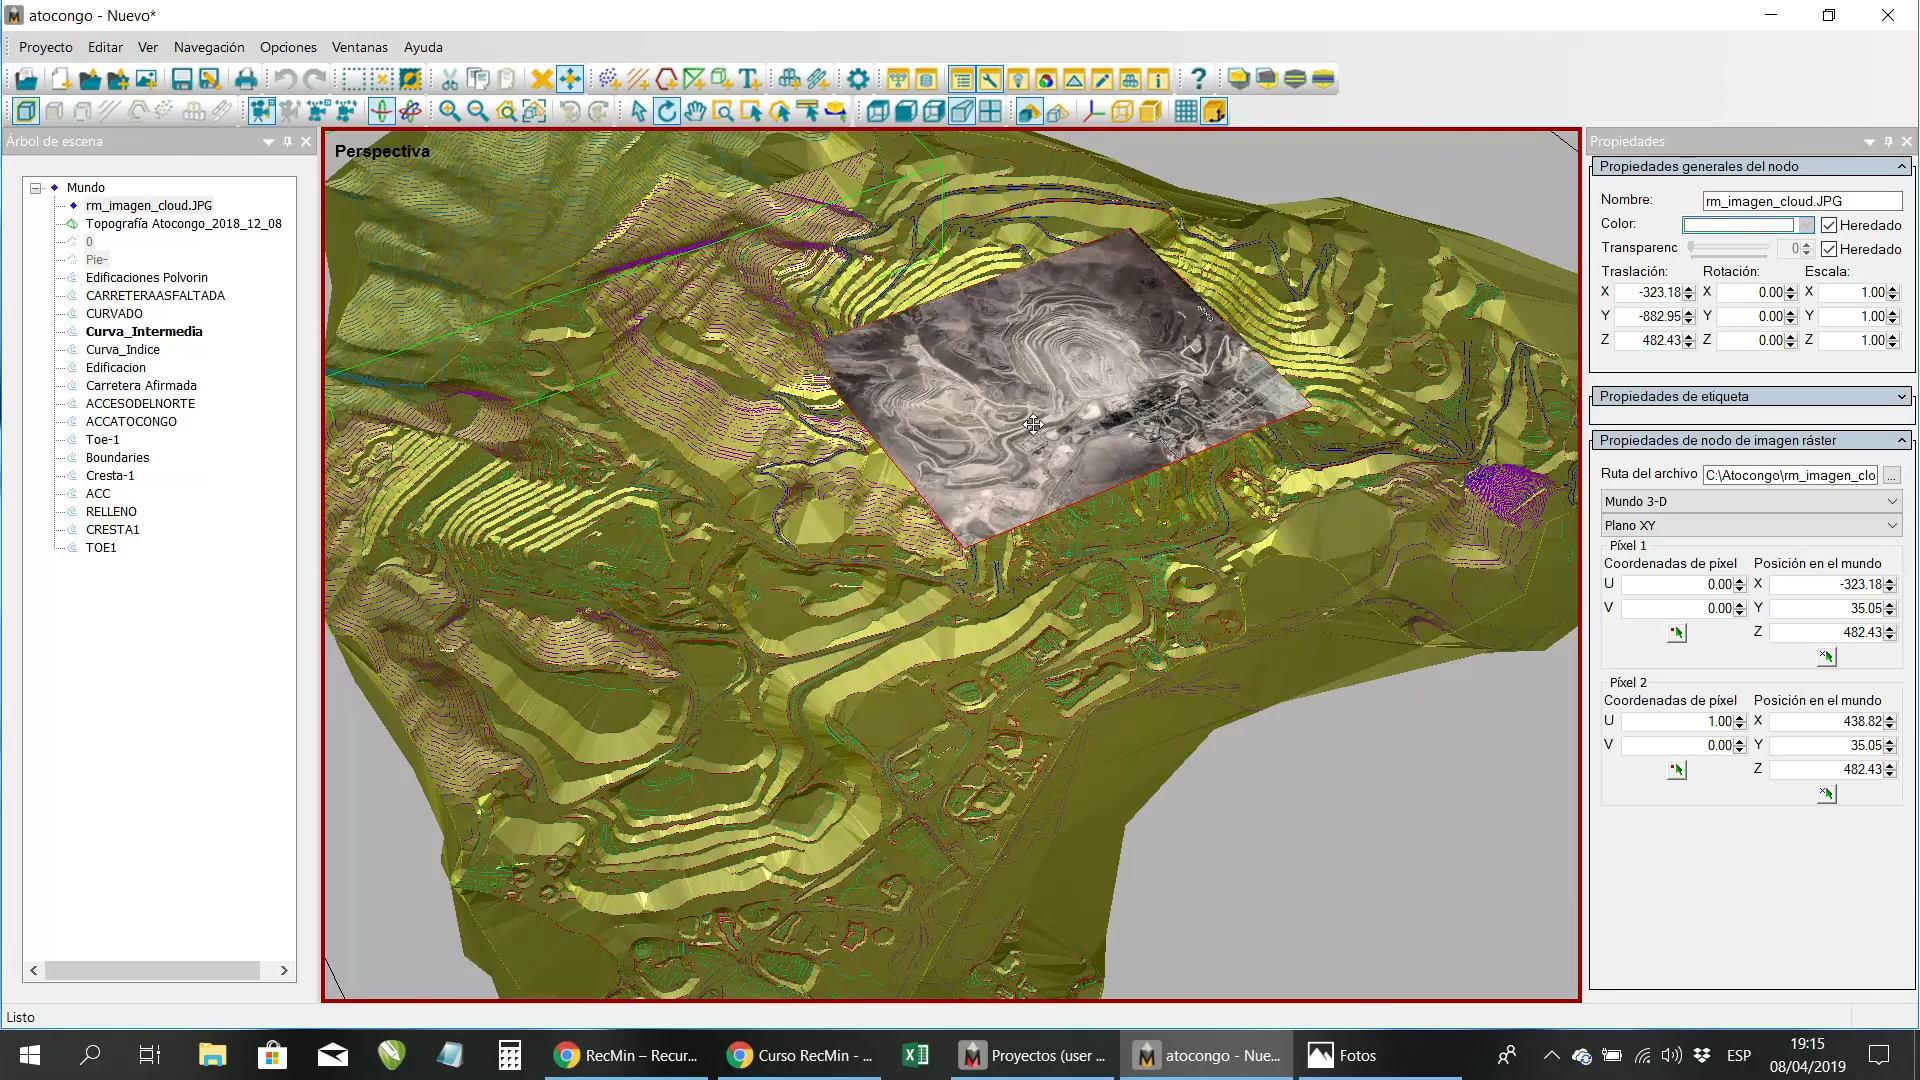 atocongo - Nuevo*
Proyecto Editar Ver Navegación Opciones Ventanas Ayuda
Árbol de escena
Mundo
rm_imagen_cloud.JPG
Topografía Atocongo_2018_12_08
0
Pie-
Edificaciones Polvorin
CARRETERAASFALTADA
CURVADO
Curva_Intermedia
Curva_Indice
Edificacion
Carretera Afirmada
ACCESODELNORTE
ACCATOCONGO
Toe-1
Boundaries
Cresta-1
ACC
RELLENO
CRESTA1
TOE1
Perspectiva
Propiedades
Propiedades generales del nodo
Nombre: rm_imagen_cloud.JPG
Color: Heredado
Transparenc 0 Heredado
Traslación: Rotación: Escala:
X -323.18 X 0.00 X 1.00
Y -882.95 Y 0.00 Y 1.00
Z 482.43 Z 0.00 Z 1.00
Propiedades de etiqueta
Propiedades de nodo de imagen ráster
Ruta del archivo C:\Atocongo\rm_imagen_clo ...
Mundo 3-D
Plano XY
Píxel 1
Coordenadas de píxel Posición en el mundo
U 0.00 X -323.18
V 0.00 Y 35.05
Z 482.43
Píxel 2
Coordenadas de píxel Posición en el mundo
U 1.00 X 438.82
V 0.00 Y 35.05
Z 482.43
Listo
RecMin – Recur... Curso RecMin - ... Proyectos (user ... atocongo - Nue... Fotos ESP 19:15
08/04/2019